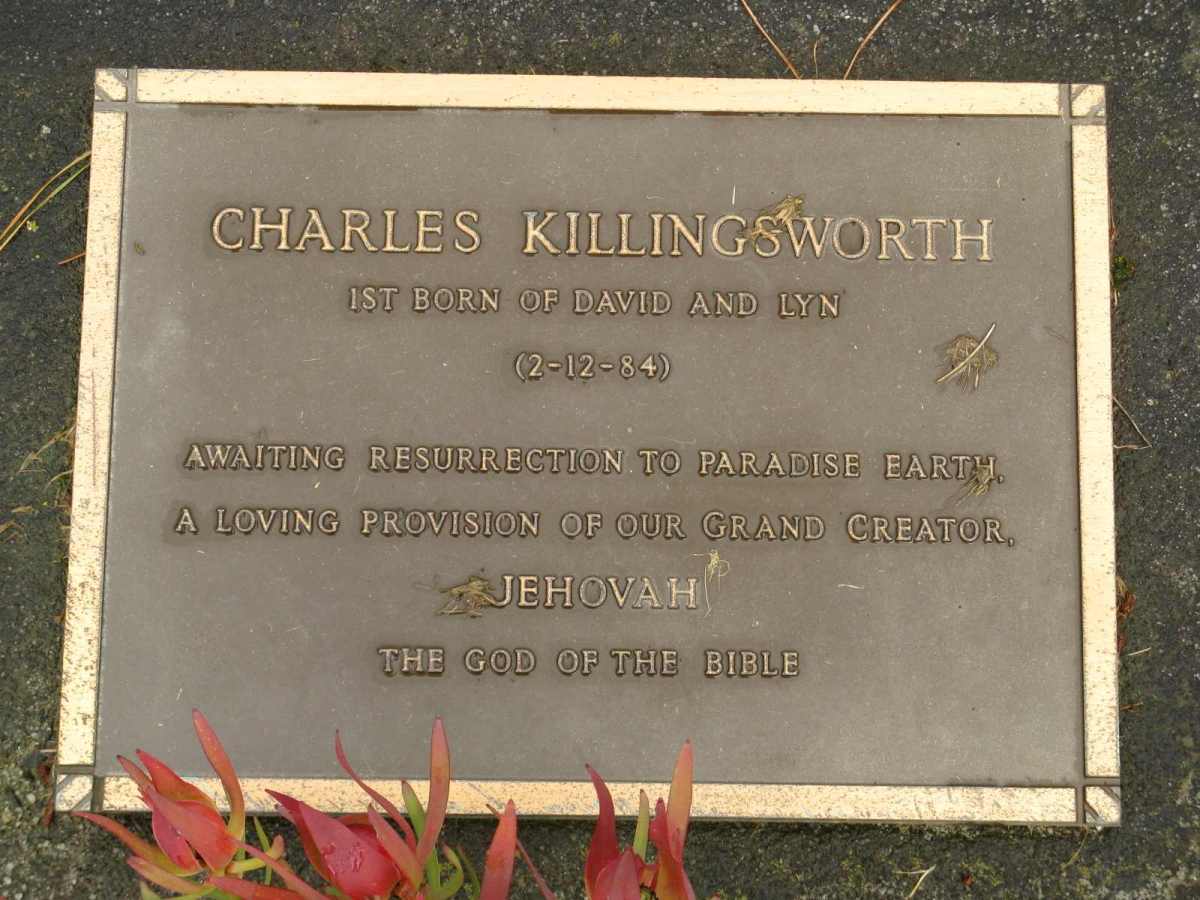 CHARLES KILLINGSWORTH
1ST BORN OF DAVID AND LYN
(2-12-84)
AWAITING RESURRECTION TO PARADISE EARTH,
A LOVING PROVISION OF OUR GRAND CREATOR,
JEHOVAH
THE GOD OF THE BIBLE